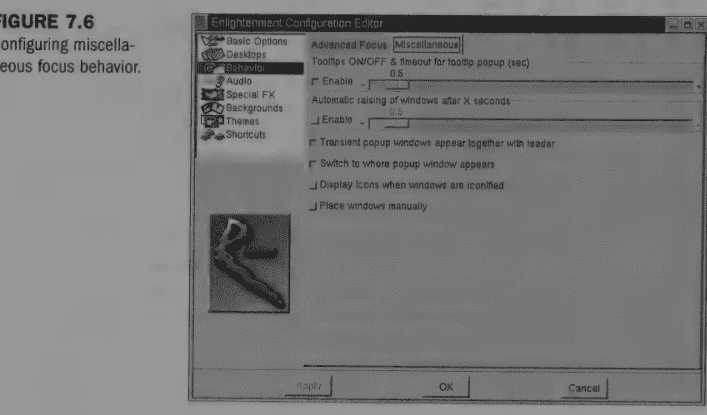 FIGURE 7.6
onfiguring miscella-
eous focus behavior.
Enlightenment Configuration Editor
Basic Options
Desktops
Behavior
Audio
Special FX
Backgrounds
Themes
Shortcuts
Advanced Focus Miscellaneous
Tooltips ON/OFF & timeout for tooltip popup (sec)
0.5
Enable
Automatic raising of windows after X seconds
0.5
Enable
Transient popup windows appear together with leader
Switch to where popup window appears
Display icons when windows are iconified
Place windows manually
Apply OK Cancel